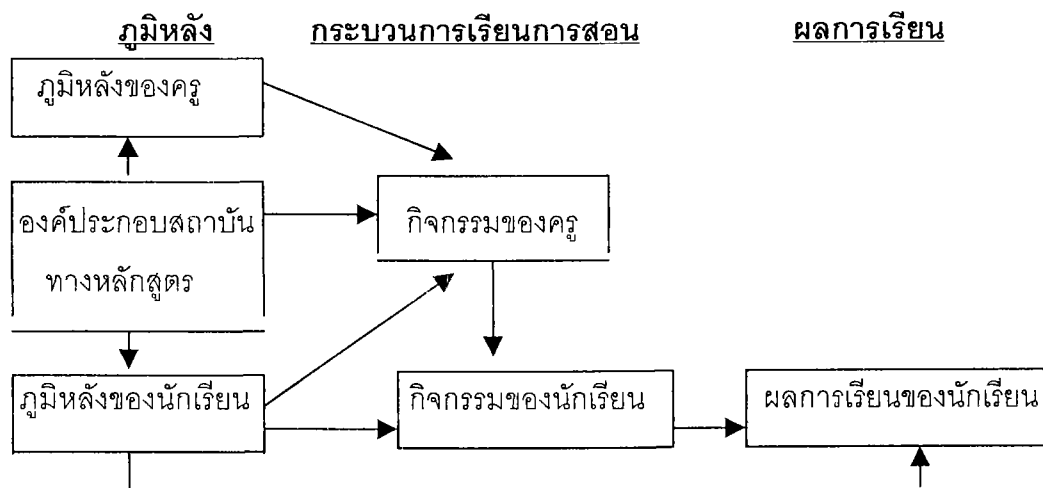 ภูมิหลัง กระบวนการเรียนการสอน ผลการเรียน
ภูมิหลังของครู
องค์ประกอบสถาบัน
ทางหลักสูตร
กิจกรรมของครู
ภูมิหลังของนักเรียน
กิจกรรมของนักเรียน
ผลการเรียนของนักเรียน